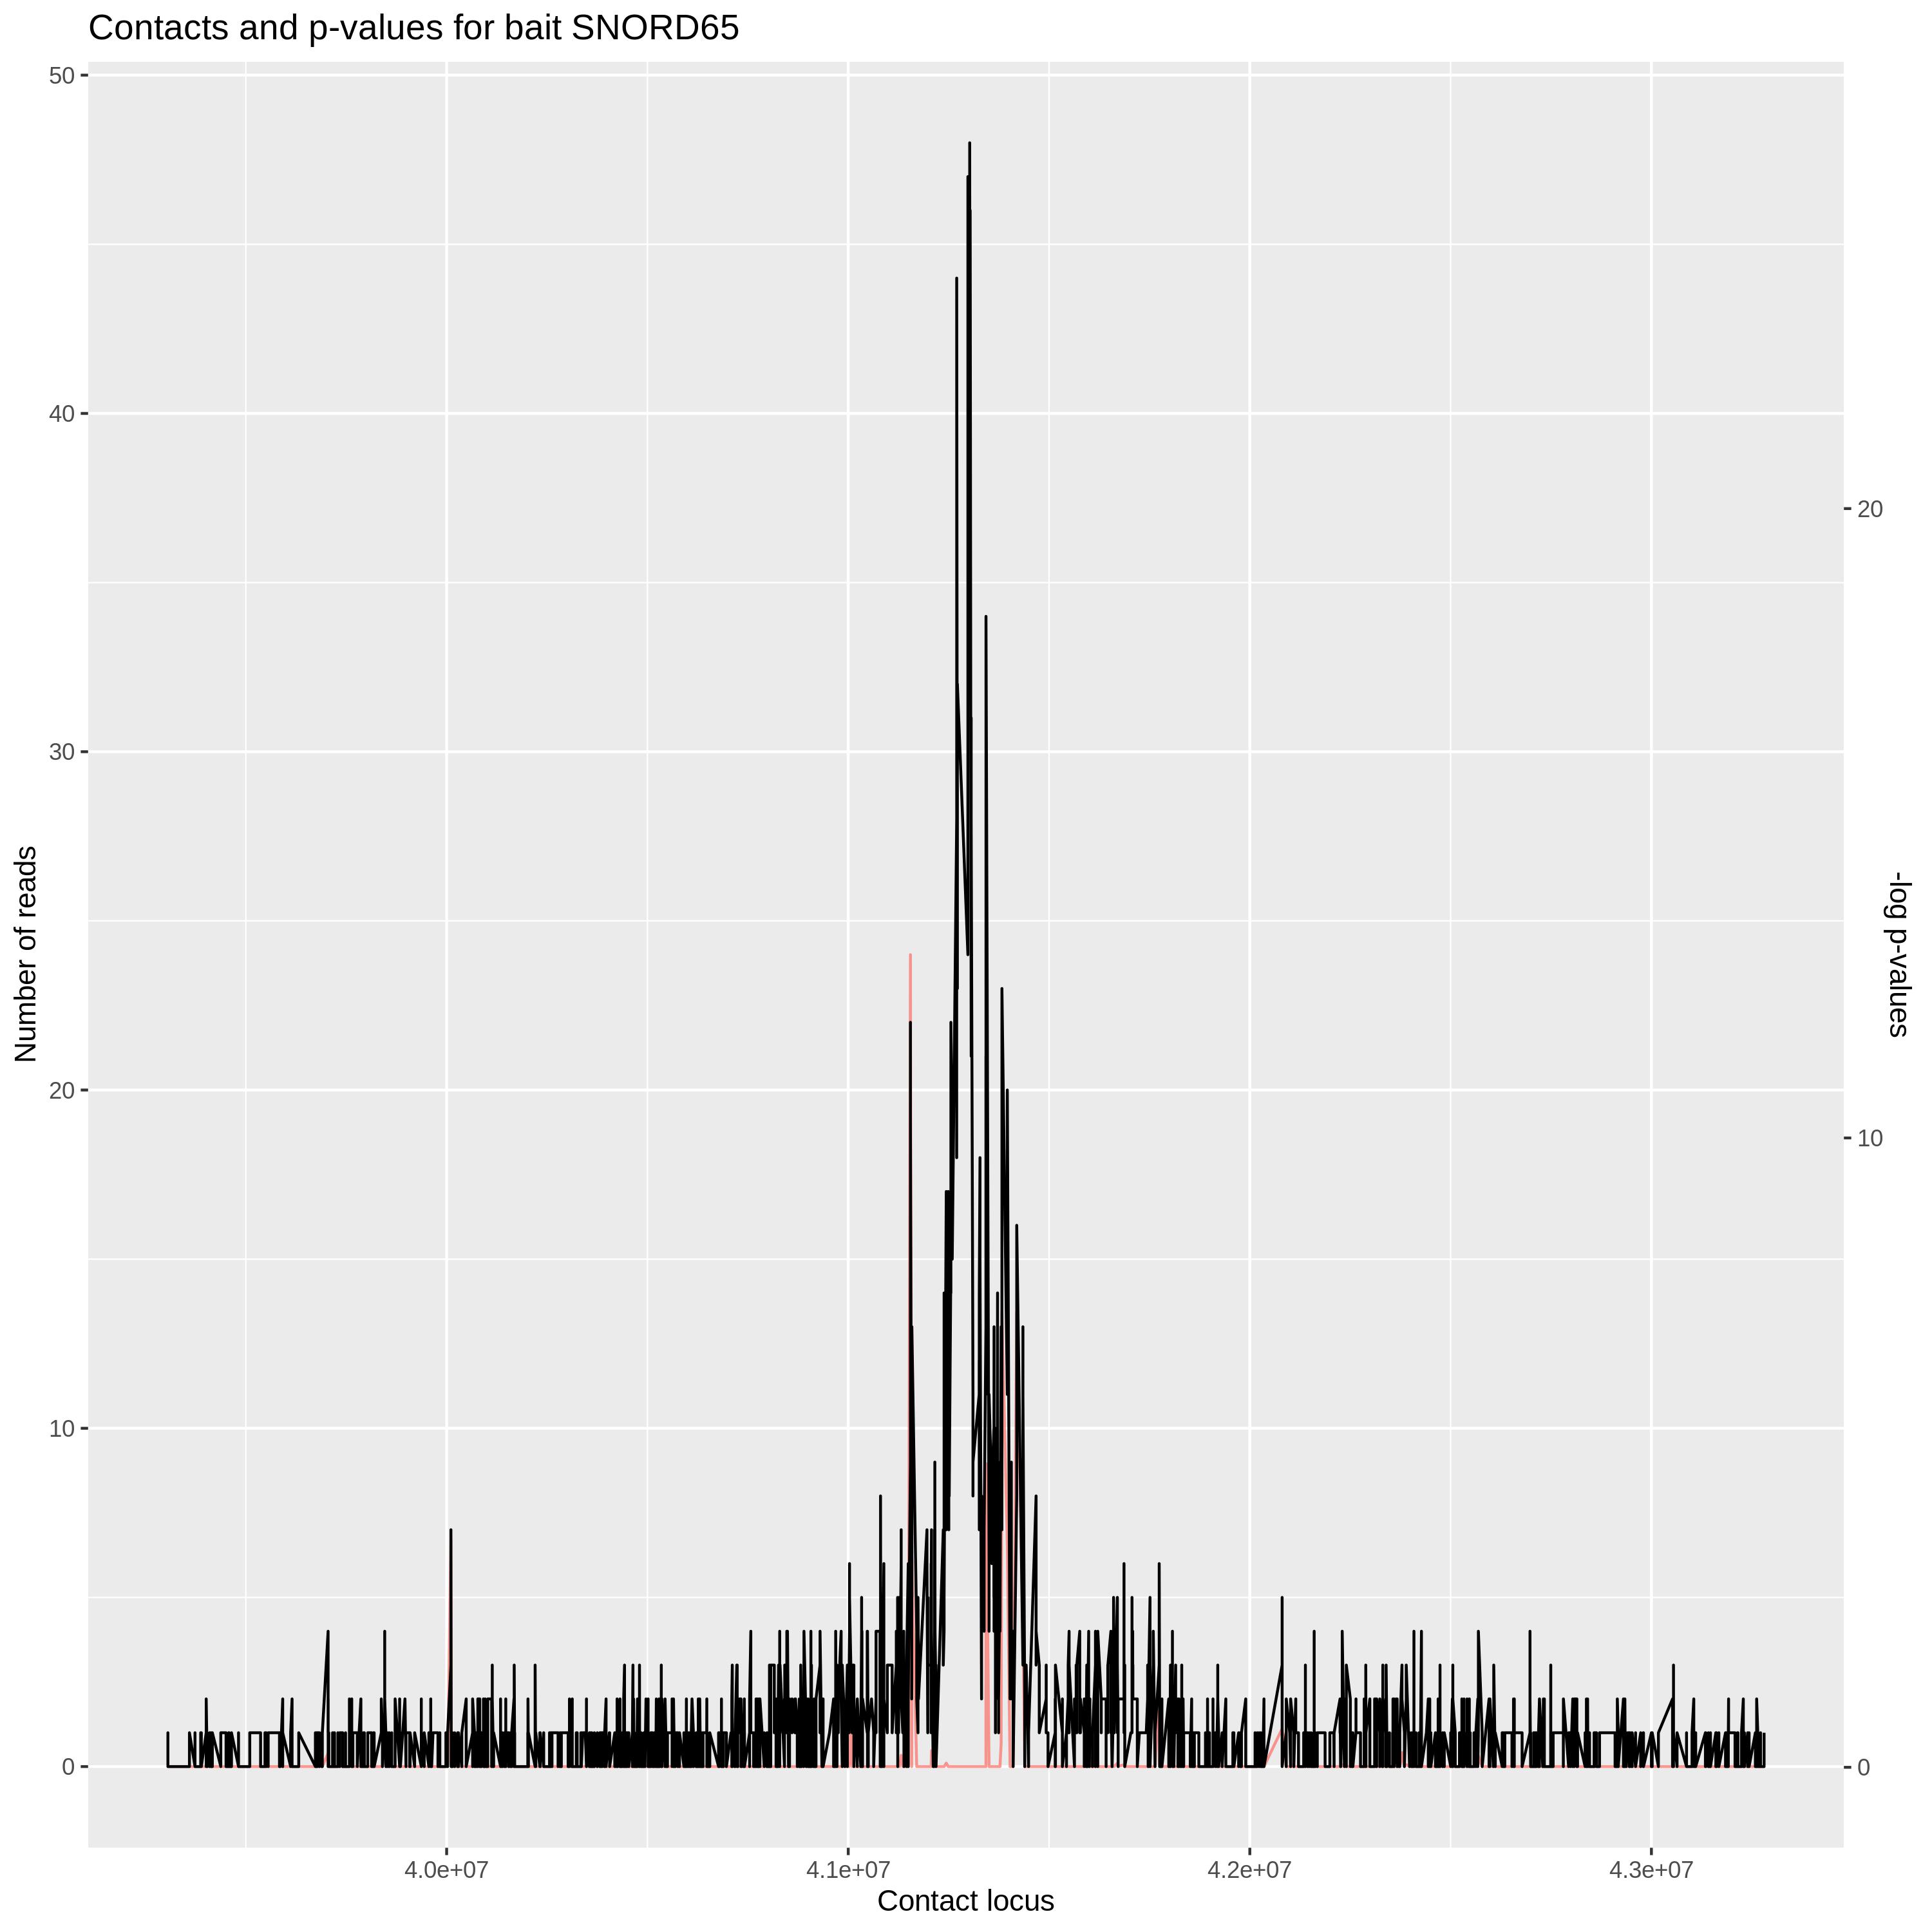 Contacts and p-values for bait SNORD65
50
40
30
20
10
0
Number of reads
20
10
0
-log p-values
4.0e+07
4.1e+07
4.2e+07
4.3e+07
Contact locus